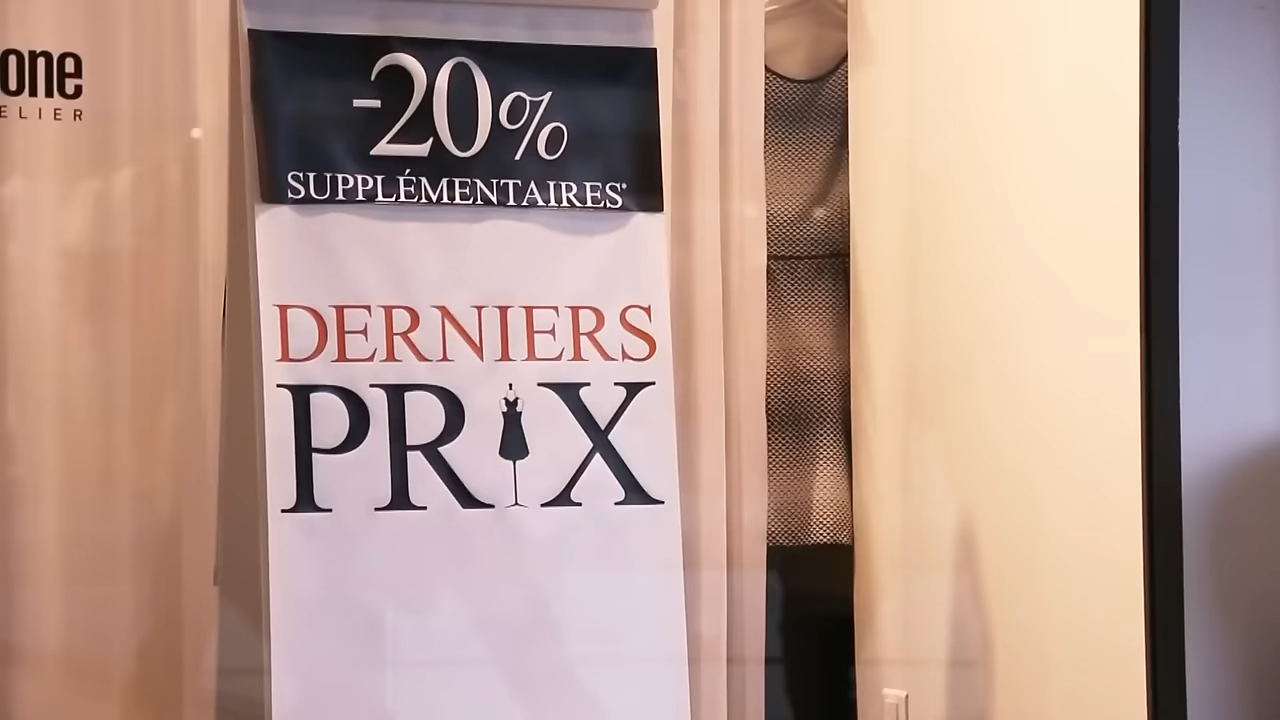 one
ELIER
-20%
SUPPLÉMENTAIRES*
DERNIERS
PRIX